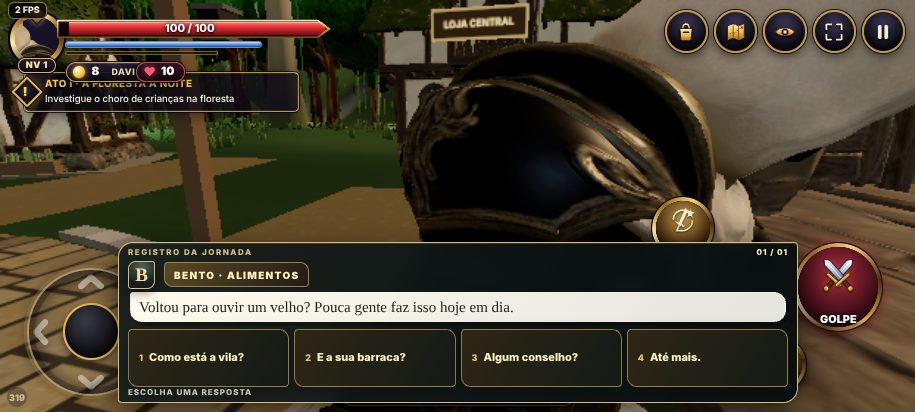 2 FPS
100 / 100
LOJA CENTRAL
NV 1
8 DAVI 10
ATO I · A FLORESTA À NOITE
!
Investigue o choro de crianças na floresta
REGISTRO DA JORNADA
01 / 01
B
BENTO · ALIMENTOS
Voltou para ouvir um velho? Pouca gente faz isso hoje em dia.
1 Como está a vila?
2 E a sua barraca?
3 Algum conselho?
4 Até mais.
ESCOLHA UMA RESPOSTA
GOLPE
319